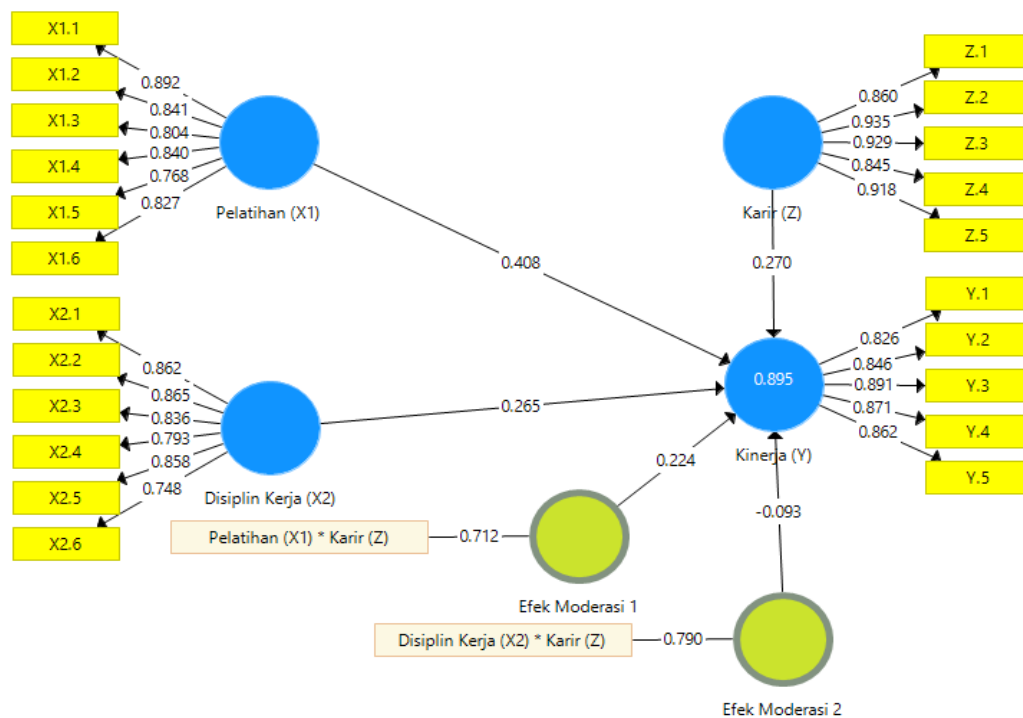 X1.1
X1.2
X1.3
X1.4
X1.5
X1.6
0.892
0.841
0.804
0.840
0.768
0.827
Pelatihan (X1)
0.408
Z.1
Z.2
Z.3
Z.4
Z.5
0.860
0.935
0.929
0.845
0.918
Karir (Z)
0.270
X2.1
X2.2
X2.3
X2.4
X2.5
X2.6
0.862
0.865
0.836
0.793
0.858
0.748
Disiplin Kerja (X2)
0.265
Y.1
Y.2
Y.3
Y.4
Y.5
0.826
0.846
0.891
0.871
0.862
0.895
Kinerja (Y)
0.224
-0.093
Pelatihan (X1) * Karir (Z)
0.712
Efek Moderasi 1
Disiplin Kerja (X2) * Karir (Z)
0.790
Efek Moderasi 2